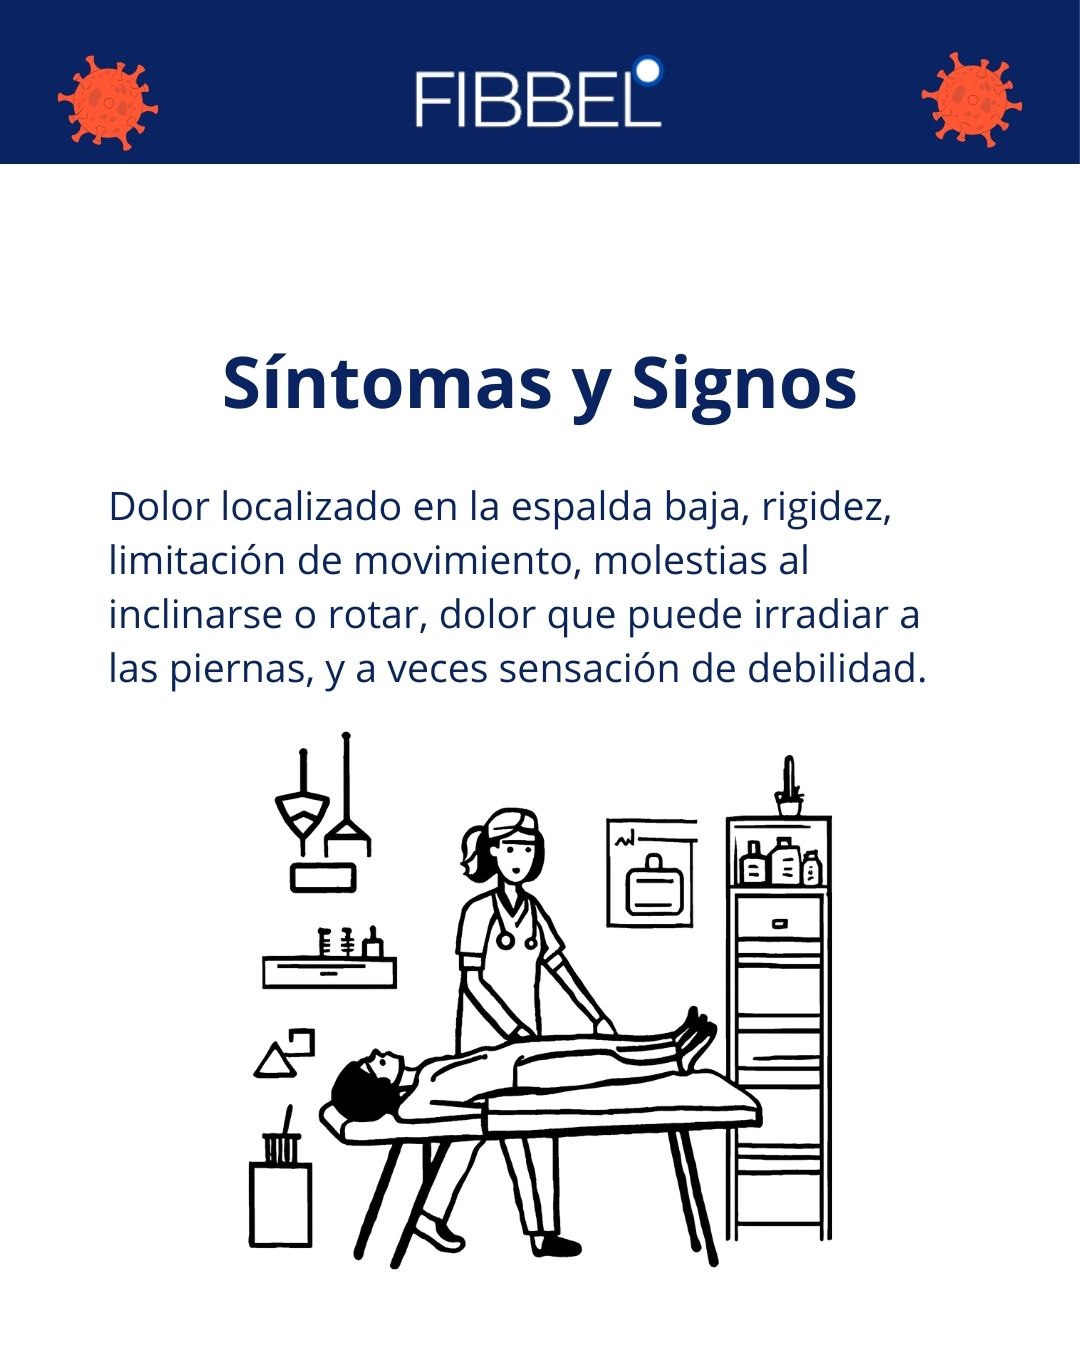 FIBBEL
Síntomas y Signos
Dolor localizado en la espalda baja, rigidez,
limitación de movimiento, molestias al
inclinarse o rotar, dolor que puede irradiar a
las piernas, y a veces sensación de debilidad.